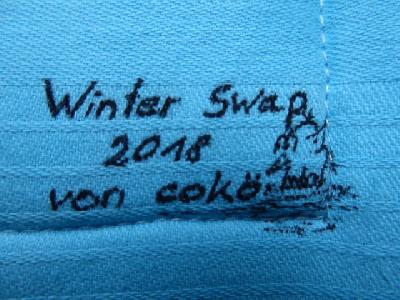 Winter Swap
2018
von cokö